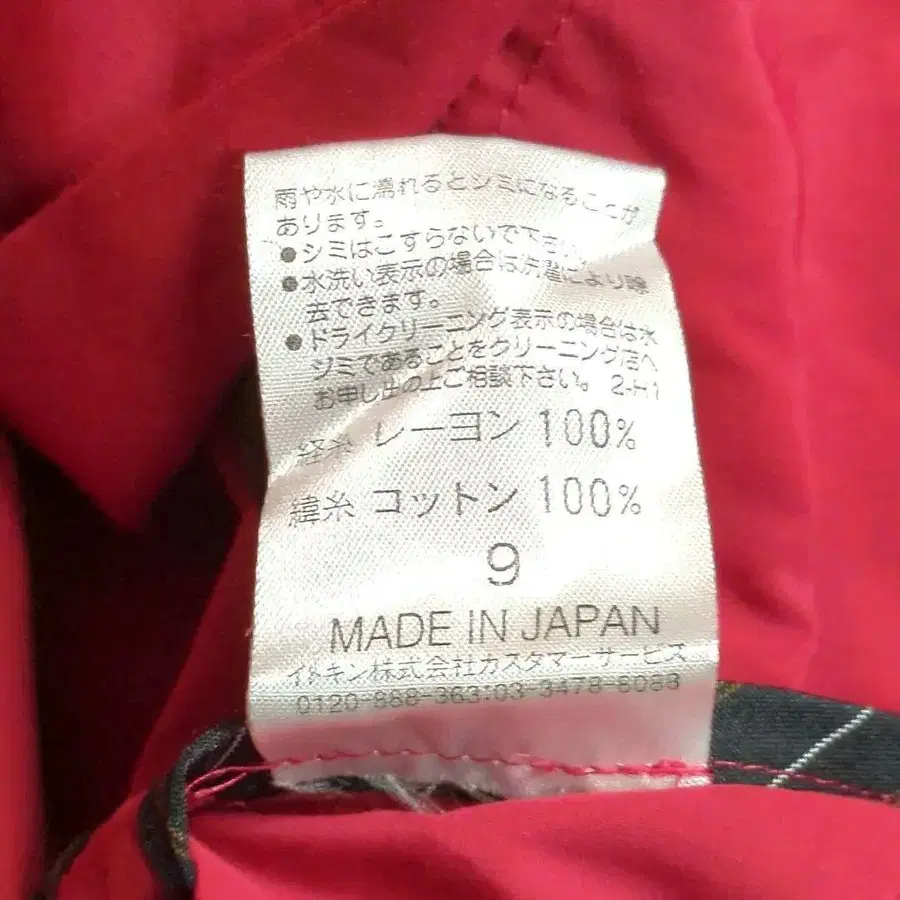 雨や水に濡れるとシミになることが
あります。
●シミはこすらないで下さい。
●水洗い表示の場合は洗濯により除
去できます。
●ドライクリーニング表示の場合は水
ジミであることをクリーニング店へ
お申し出の上ご相談下さい。 2-H1
経糸 レーヨン 100%
緯糸 コットン 100%
9
MADE IN JAPAN
イトキン株式会社カスタマーサービス
0120-888-363:03-3478-8083